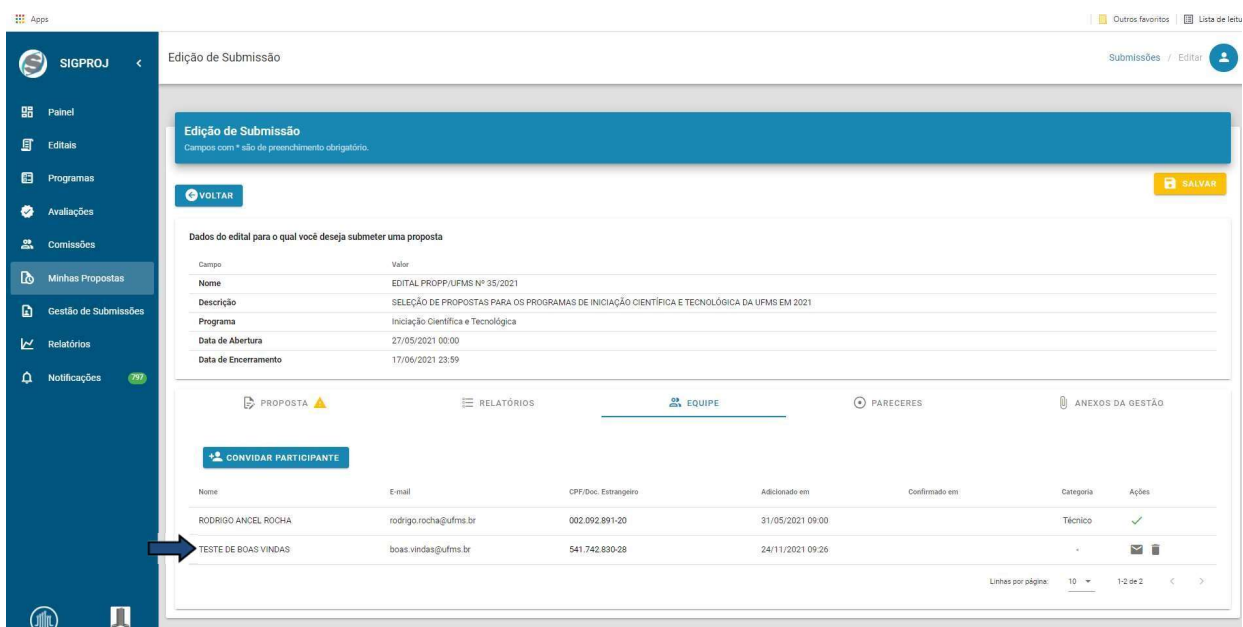 Apps
Outros favoritos
Lista de leitu
SIGPROJ
Edição de Submissão
Submissões / Editar
Painel
Editais
Programas
Avaliações
Comissões
Minhas Propostas
Gestão de Submissões
Relatórios
Notificações 797
Edição de Submissão
Campos com * são de preenchimento obrigatório.
SALVAR
VOLTAR
Dados do edital para o qual você deseja submeter uma proposta
Campo Valor
Nome EDITAL PROPP/UFMS Nº 35/2021
Descrição SELEÇÃO DE PROPOSTAS PARA OS PROGRAMAS DE INICIAÇÃO CIENTÍFICA E TECNOLÓGICA DA UFMS EM 2021
Programa Iniciação Científica e Tecnológica
Data de Abertura 27/05/2021 00:00
Data de Encerramento 17/06/2021 23:59
PROPOSTA RELATÓRIOS EQUIPE PARECERES ANEXOS DA GESTÃO
CONVIDAR PARTICIPANTE
Nome E-mail CPF/Doc. Estrangeiro Adicionado em Confirmado em Categoria Ações
RODRIGO ANCEL ROCHA rodrigo.rocha@ufms.br 002.092.891-20 31/05/2021 09:00 Técnico
TESTE DE BOAS VINDAS boas.vindas@ufms.br 541.742.830-28 24/11/2021 09:26 -
Linhas por página: 10 1-2 de 2